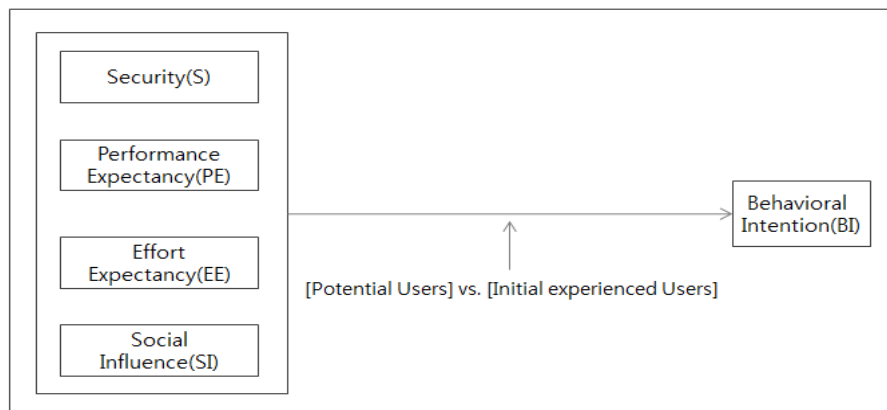 Security(S)
Performance
Expectancy(PE)
Effort
Expectancy(EE)
Social
Influence(SI)
Behavioral
Intention(BI)
[Potential Users] vs. [Initial experienced Users]